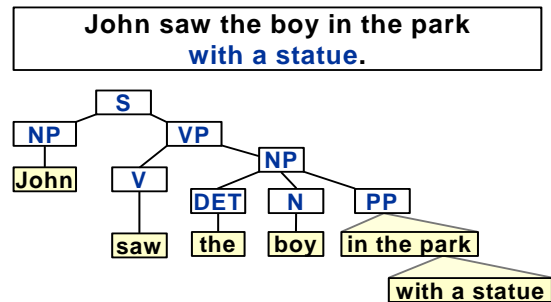 John saw the boy in the park
with a statue.
S
NP VP
NP
John V
DET N PP
saw the boy in the park
with a statue